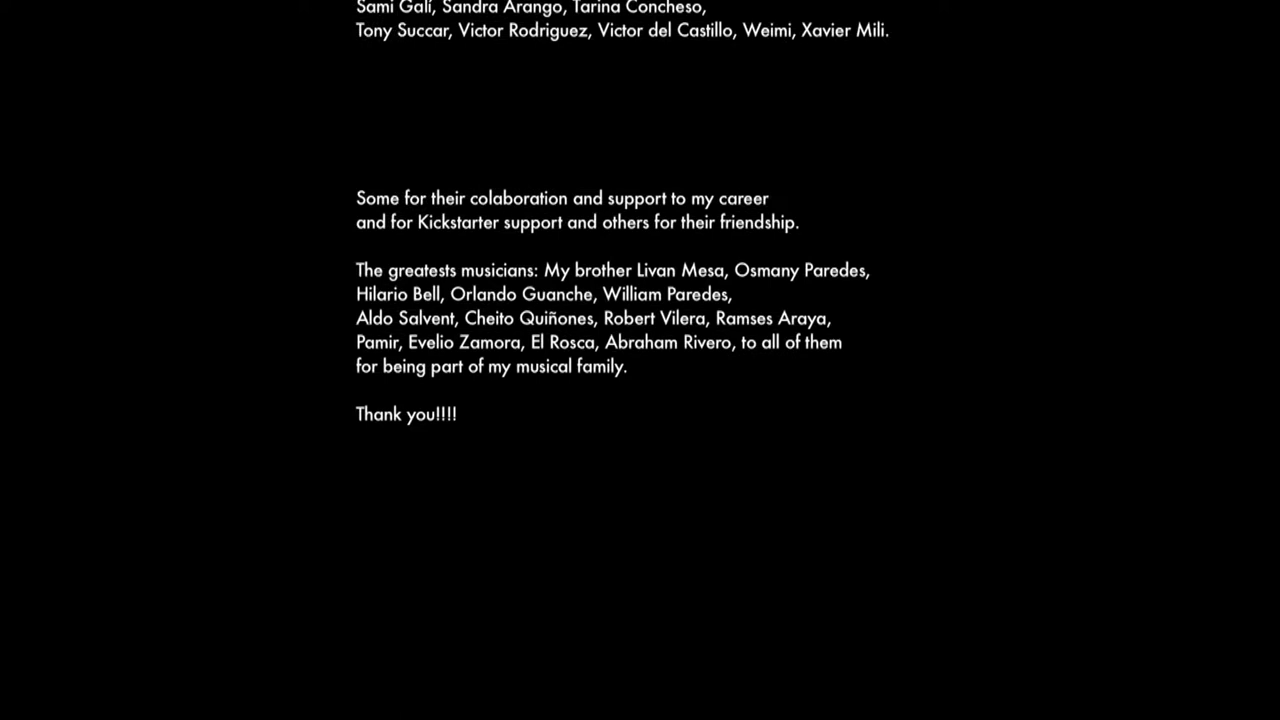 Sami Galí, Sandra Arango, Tarina Concheso,
Tony Succar, Victor Rodriguez, Victor del Castillo, Weimi, Xavier Mili.
Some for their colaboration and support to my career
and for Kickstarter support and others for their friendship.
The greatests musicians: My brother Livan Mesa, Osmany Paredes,
Hilario Bell, Orlando Guanche, William Paredes,
Aldo Salvent, Cheito Quiñones, Robert Vilera, Ramses Araya,
Pamir, Evelio Zamora, El Rosca, Abraham Rivero, to all of them
for being part of my musical family.
Thank you!!!!